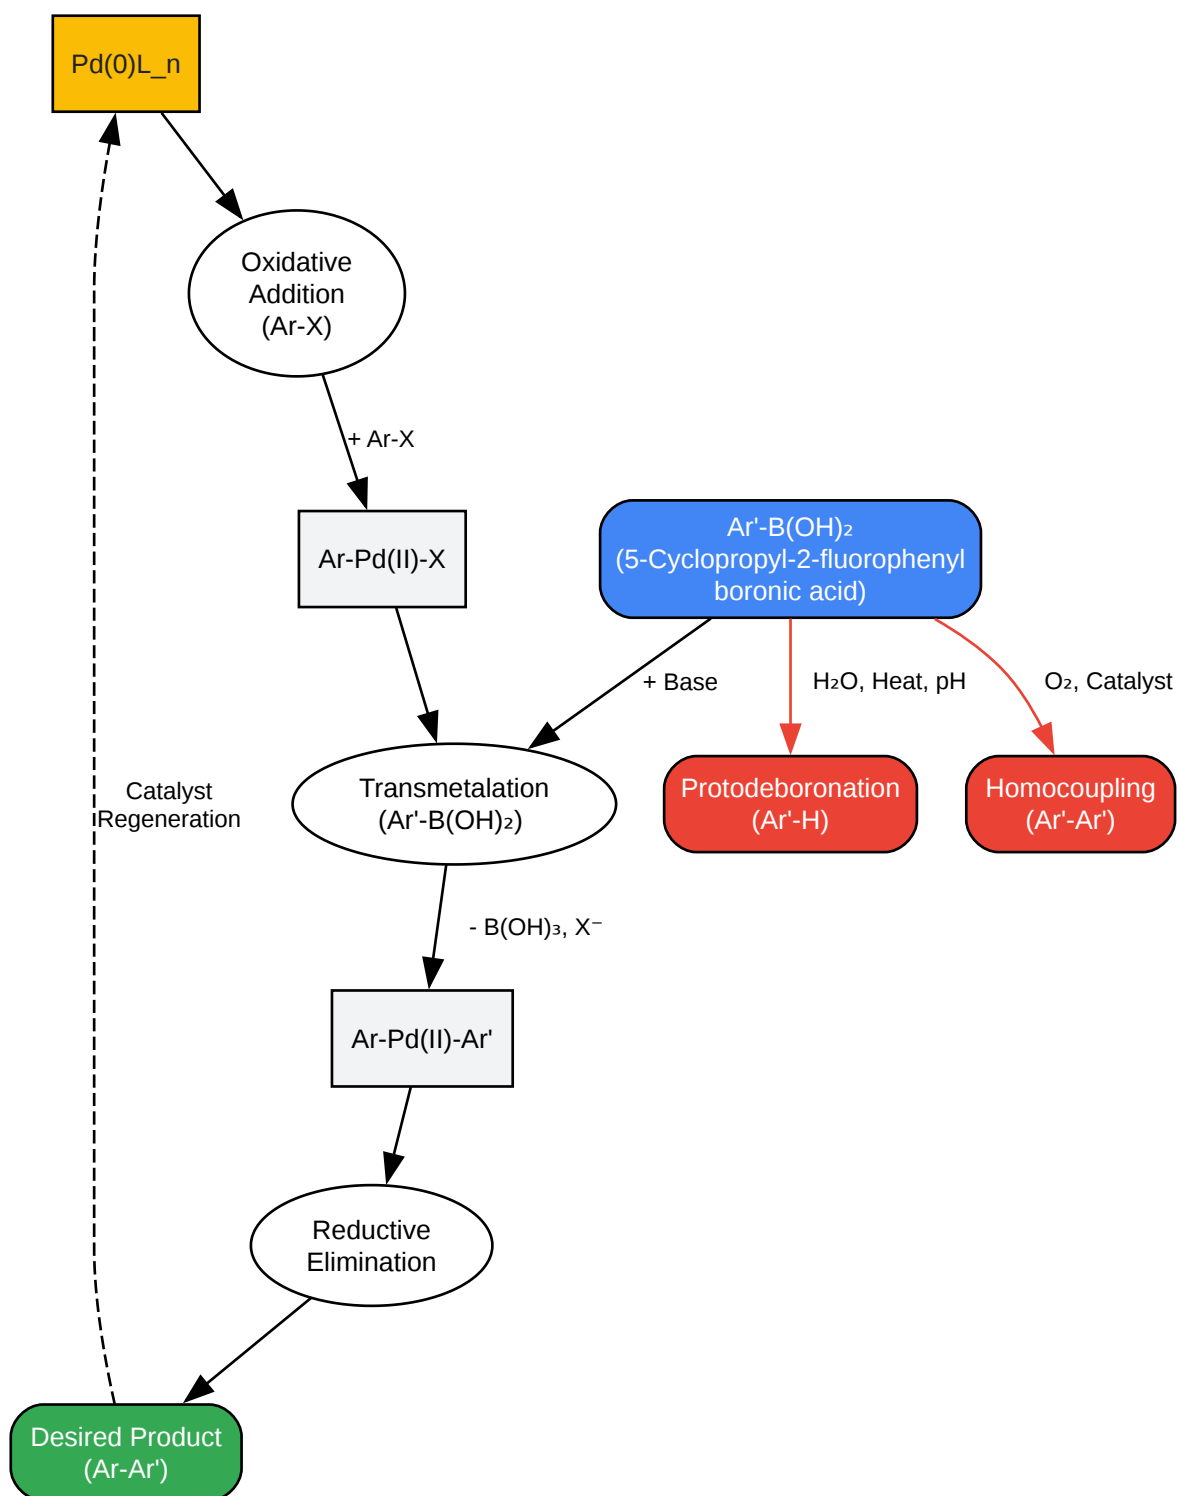 Pd(0)L_n
Oxidative
Addition
(Ar-X)
+ Ar-X
Ar-Pd(II)-X
Ar'-B(OH)₂
(5-Cyclopropyl-2-fluorophenyl
boronic acid)
+ Base
H₂O, Heat, pH
O₂, Catalyst
Transmetalation
(Ar'-B(OH)₂)
Protodeboronation
(Ar'-H)
Homocoupling
(Ar'-Ar')
Catalyst
Regeneration
- B(OH)₃, X⁻
Ar-Pd(II)-Ar'
Reductive
Elimination
Desired Product
(Ar-Ar')